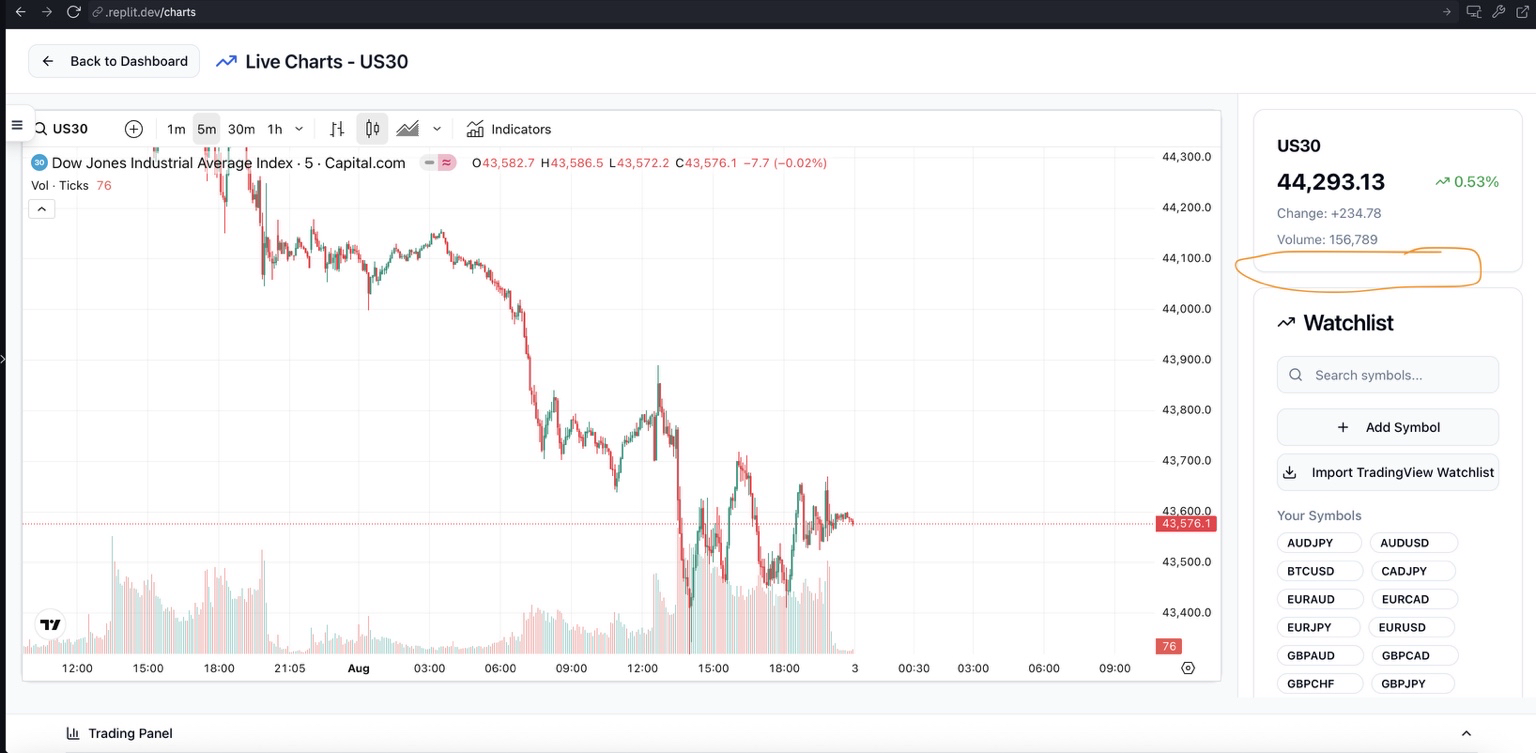 .replit.dev/charts
Back to Dashboard
Live Charts - US30
US30
1m 5m 30m 1h
Indicators
30 Dow Jones Industrial Average Index · 5 · Capital.com
O43,582.7 H43,586.5 L43,572.2 C43,576.1 −7.7 (−0.02%)
Vol · Ticks 76
44,300.0
44,200.0
44,100.0
44,000.0
43,900.0
43,800.0
43,700.0
43,600.0
43,576.1
43,500.0
43,400.0
76
12:00 15:00 18:00 21:05 Aug 03:00 06:00 09:00 12:00 15:00 18:00 3 00:30 03:00 06:00 09:00
US30
44,293.13 0.53%
Change: +234.78
Volume: 156,789
Watchlist
Search symbols...
Add Symbol
Import TradingView Watchlist
Your Symbols
AUDJPY AUDUSD
BTCUSD CADJPY
EURAUD EURCAD
EURJPY EURUSD
GBPAUD GBPCAD
GBPCHF GBPJPY
Trading Panel